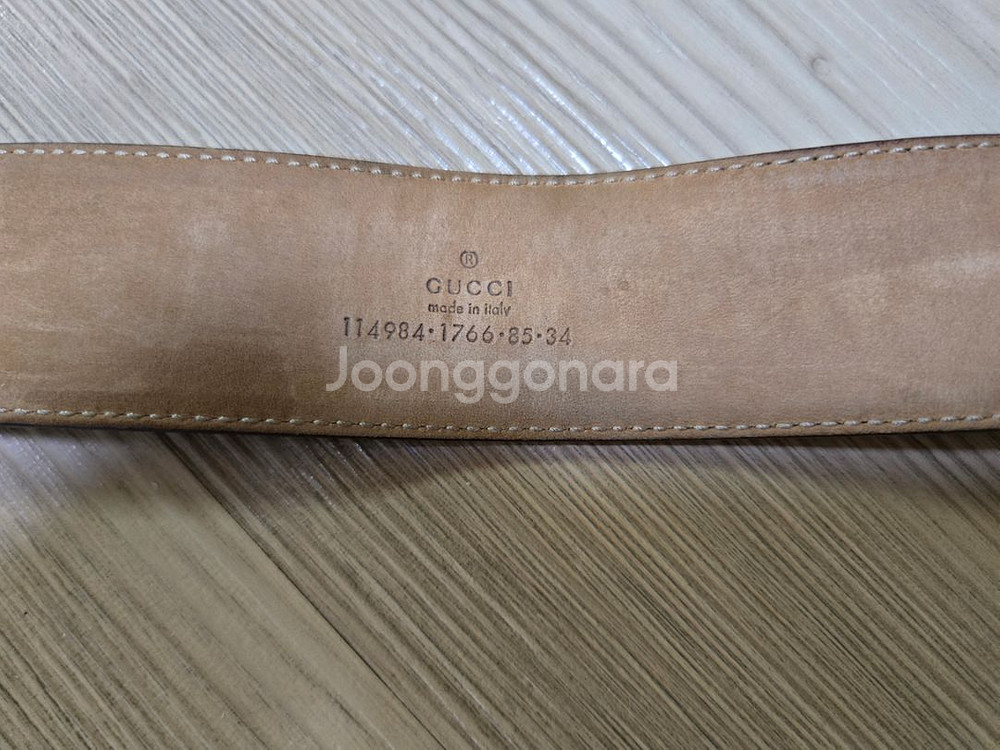 ®
GUCCI
made in italy
114984·1766·85·34
Joonggonara